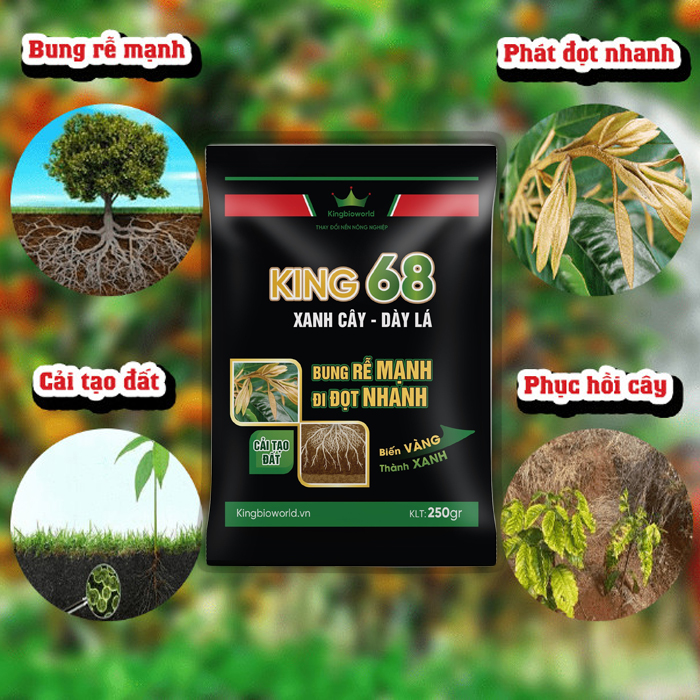 Bung rễ mạnh
Phát đọt nhanh
Kingbioworld
THAY ĐỔI NỀN NÔNG NGHIỆP
KING 68
XANH CÂY - DÀY LÁ
BUNG RỄ MẠNH
ĐI ĐỌT NHANH
CẢI TẠO
ĐẤT
Biến VÀNG
Thành XANH
Kingbioworld.vn
KLT: 250gr
Cải tạo đất
Phục hồi cây